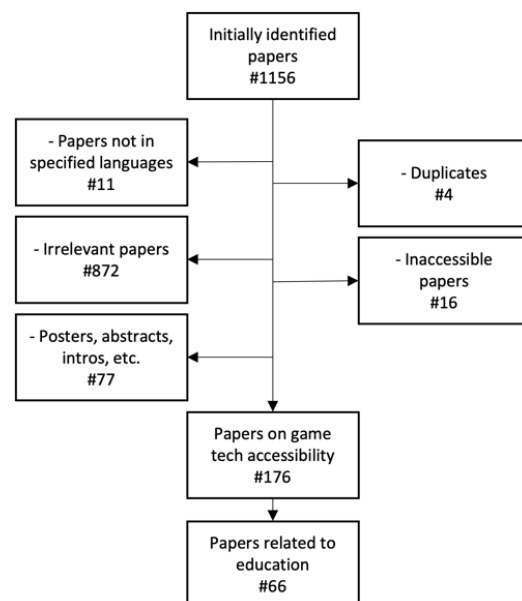 Initially identified
papers
#1156
- Papers not in
specified languages
#11
- Duplicates
#4
- Irrelevant papers
#872
- Inaccessible
papers
#16
- Posters, abstracts,
intros, etc.
#77
Papers on game
tech accessibility
#176
Papers related to
education
#66